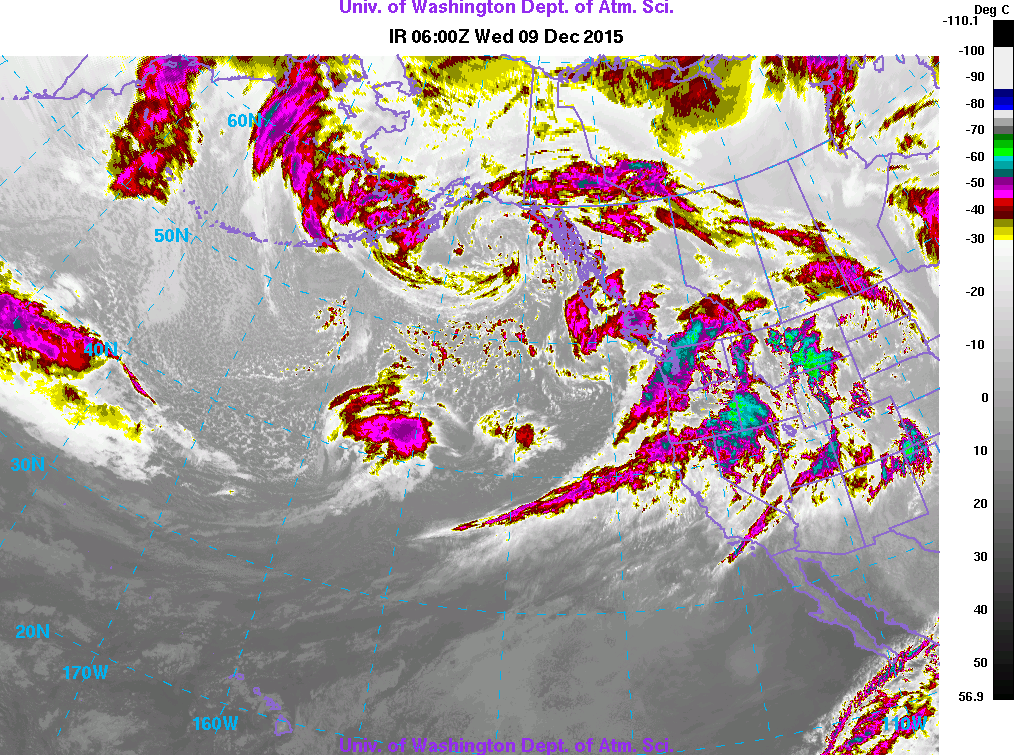 Univ. of Washington Dept. of Atm. Sci.
Deg C
IR 06:00Z Wed 09 Dec 2015
-110.1
-100
-90
-80
-70
-60
-50
-40
-30
-20
-10
0
10
20
30
40
50
56.9
60N
50N
40N
30N
20N
170W
160W
110W
Univ. of Washington Dept. of Atm. Sci.